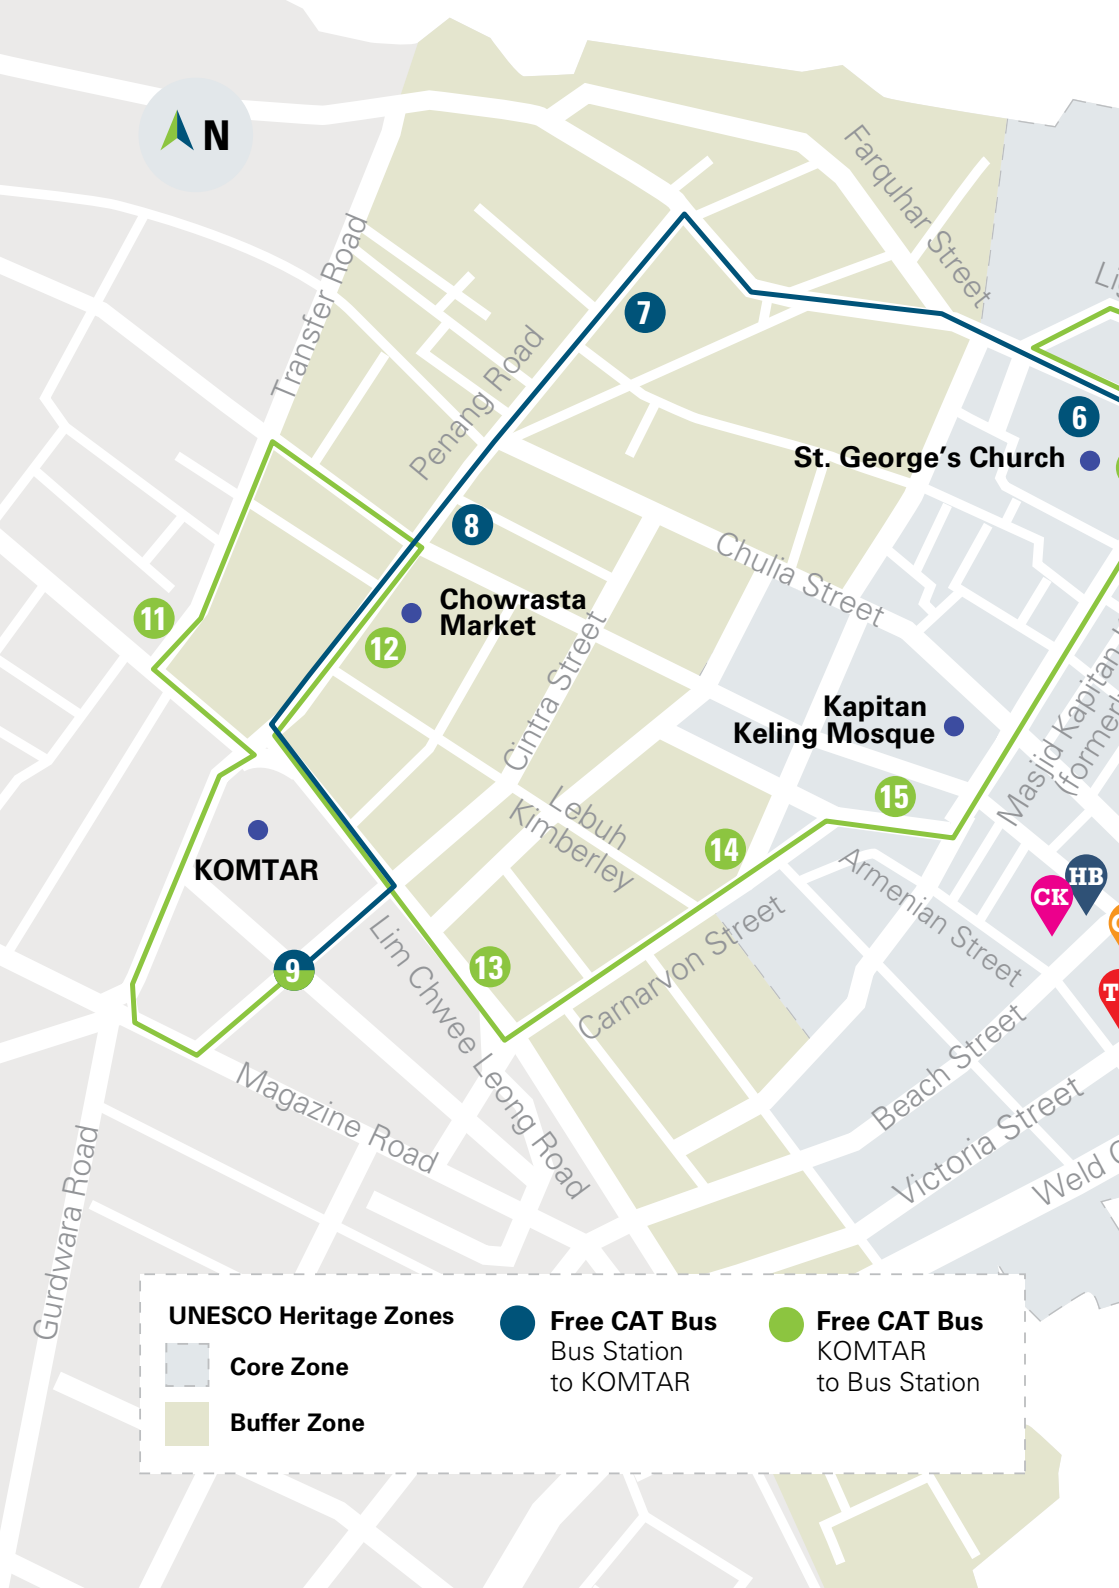 N
Farquhar Street
Transfer Road
7
Penang Road
6
St. George's Church
8
Chulia Street
Chowrasta
Market
11
12
Cintra Street
Kapitan
Keling Mosque
Masjid Kapitan
15
Lebuh
Kimberley
14
KOMTAR
Armenian Street
HB
CK
Carnarvon Street
Lim Chwee Leong Road
13
9
Beach Street
Magazine Road
Victoria Street
Weld
Gurdwara Road
UNESCO Heritage Zones
Core Zone
Buffer Zone
Free CAT Bus
Bus Station
to KOMTAR
Free CAT Bus
KOMTAR
to Bus Station